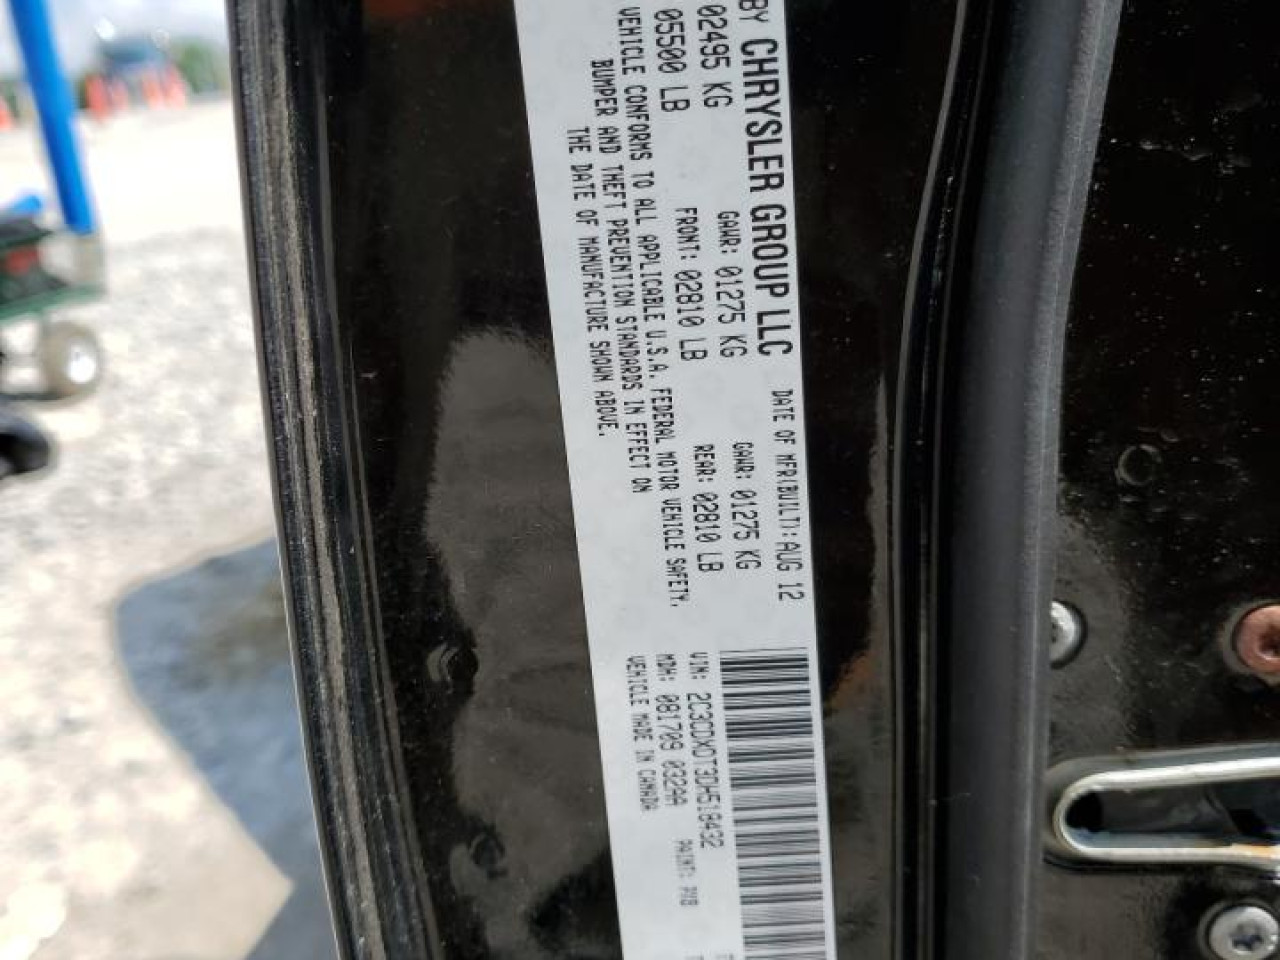 BY CHRYSLER GROUP LLC
DATE OF MFR(BUILT): AUG 12
02495 KG
GAWR: 01275 KG
GAWR: 01275 KG
05500 LB
FRONT: 02810 LB
REAR: 02810 LB
VEHICLE CONFORMS TO ALL APPLICABLE U.S.A. FEDERAL MOTOR VEHICLE SAFETY,
BUMPER AND THEFT PREVENTION STANDARDS IN EFFECT ON
THE DATE OF MANUFACTURE SHOWN ABOVE.
VIN: 2C3CDXDT3DH518432
MDH: 081709 032AA
PAINT:
VEHICLE MADE IN CANADA